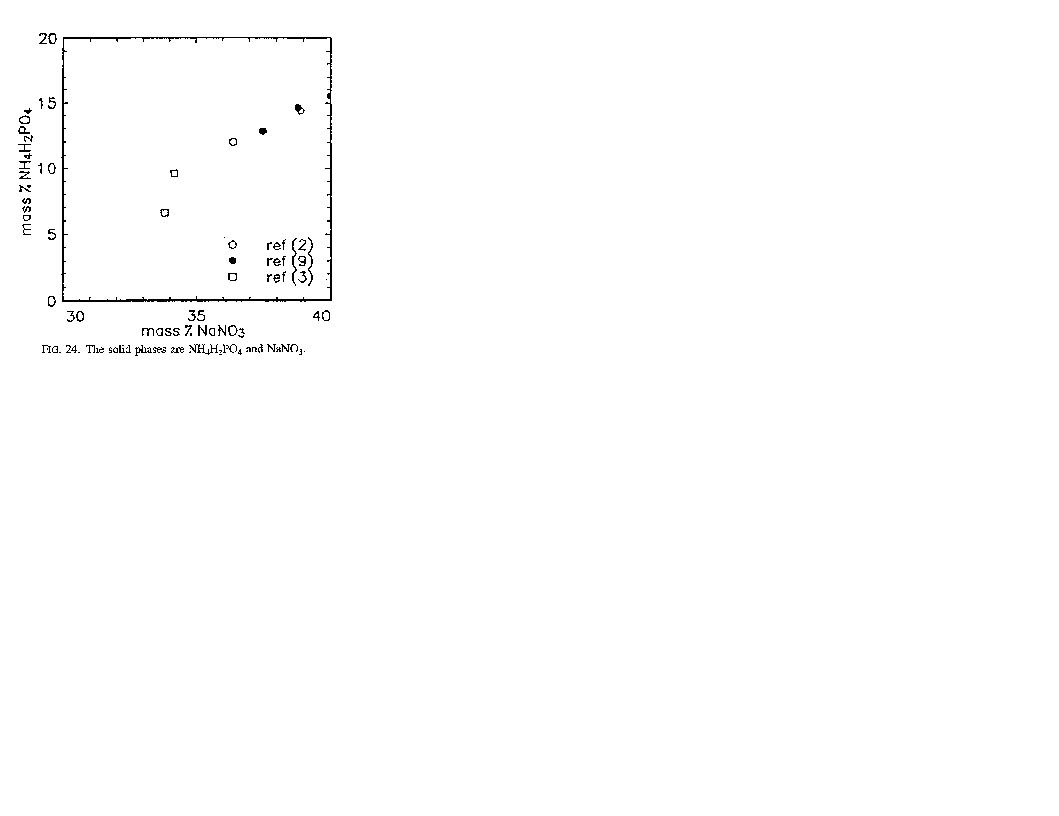 20
15
10
5
0
mass % NH₄H₂PO₄
ref (2)
ref (9)
ref (3)
30 35 40
mass % NaNO₃
FIG. 24. The solid phases are NH₄H₂PO₄ and NaNO₃.